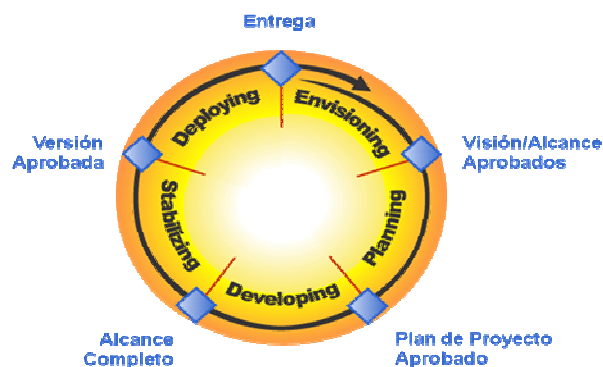 Entrega
Deploying
Envisioning
Versión
Aprobada
Visión/Alcance
Aprobados
Stabilizing
Planning
Developing
Alcance
Completo
Plan de Proyecto
Aprobado